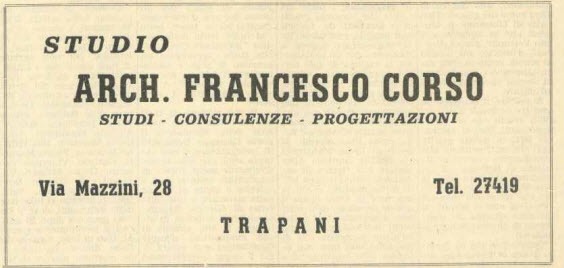 STUDIO
ARCH. FRANCESCO CORSO
STUDI - CONSULENZE - PROGETTAZIONI
Via Mazzini, 28 Tel. 27419
TRAPANI